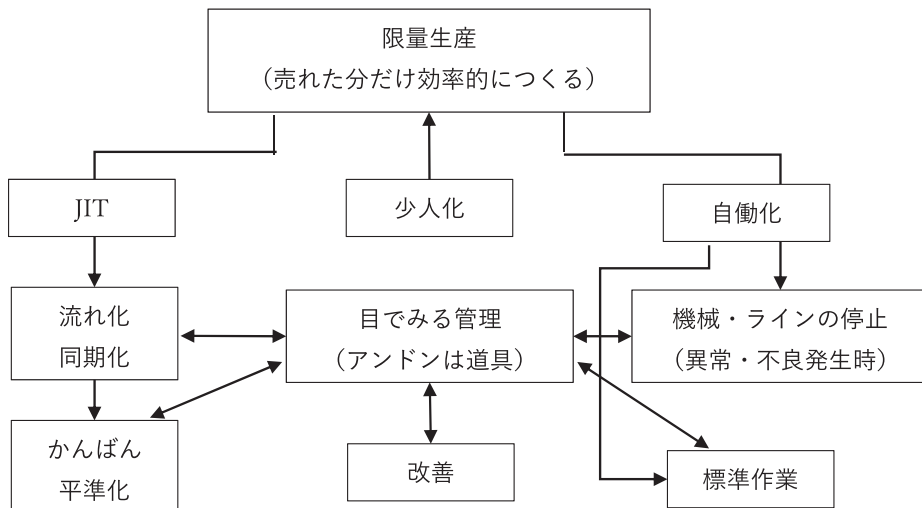 限量生産
（売れた分だけ効率的につくる）
JIT
少人化
自働化
流れ化
同期化
目でみる管理
（アンドンは道具）
機械・ラインの停止
（異常・不良発生時）
かんばん
平準化
改善
標準作業